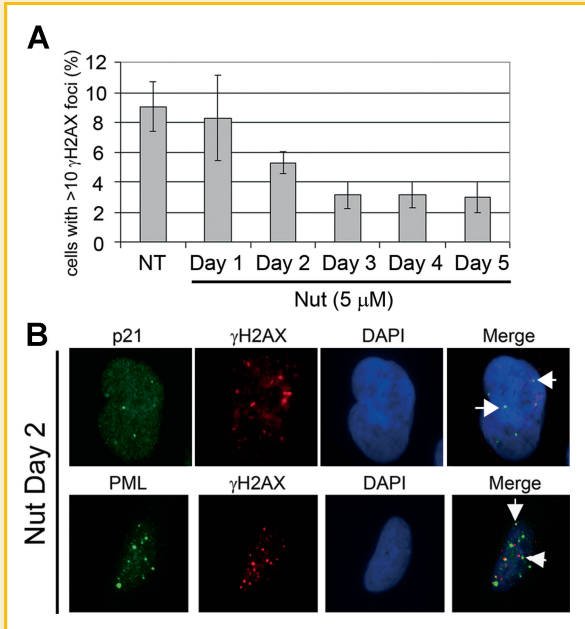 A
cells with >10 γH2AX foci (%)
12
10
8
6
4
2
0
NT Day 1 Day 2 Day 3 Day 4 Day 5
Nut (5 μM)
B
Nut Day 2
p21 γH2AX DAPI Merge
PML γH2AX DAPI Merge